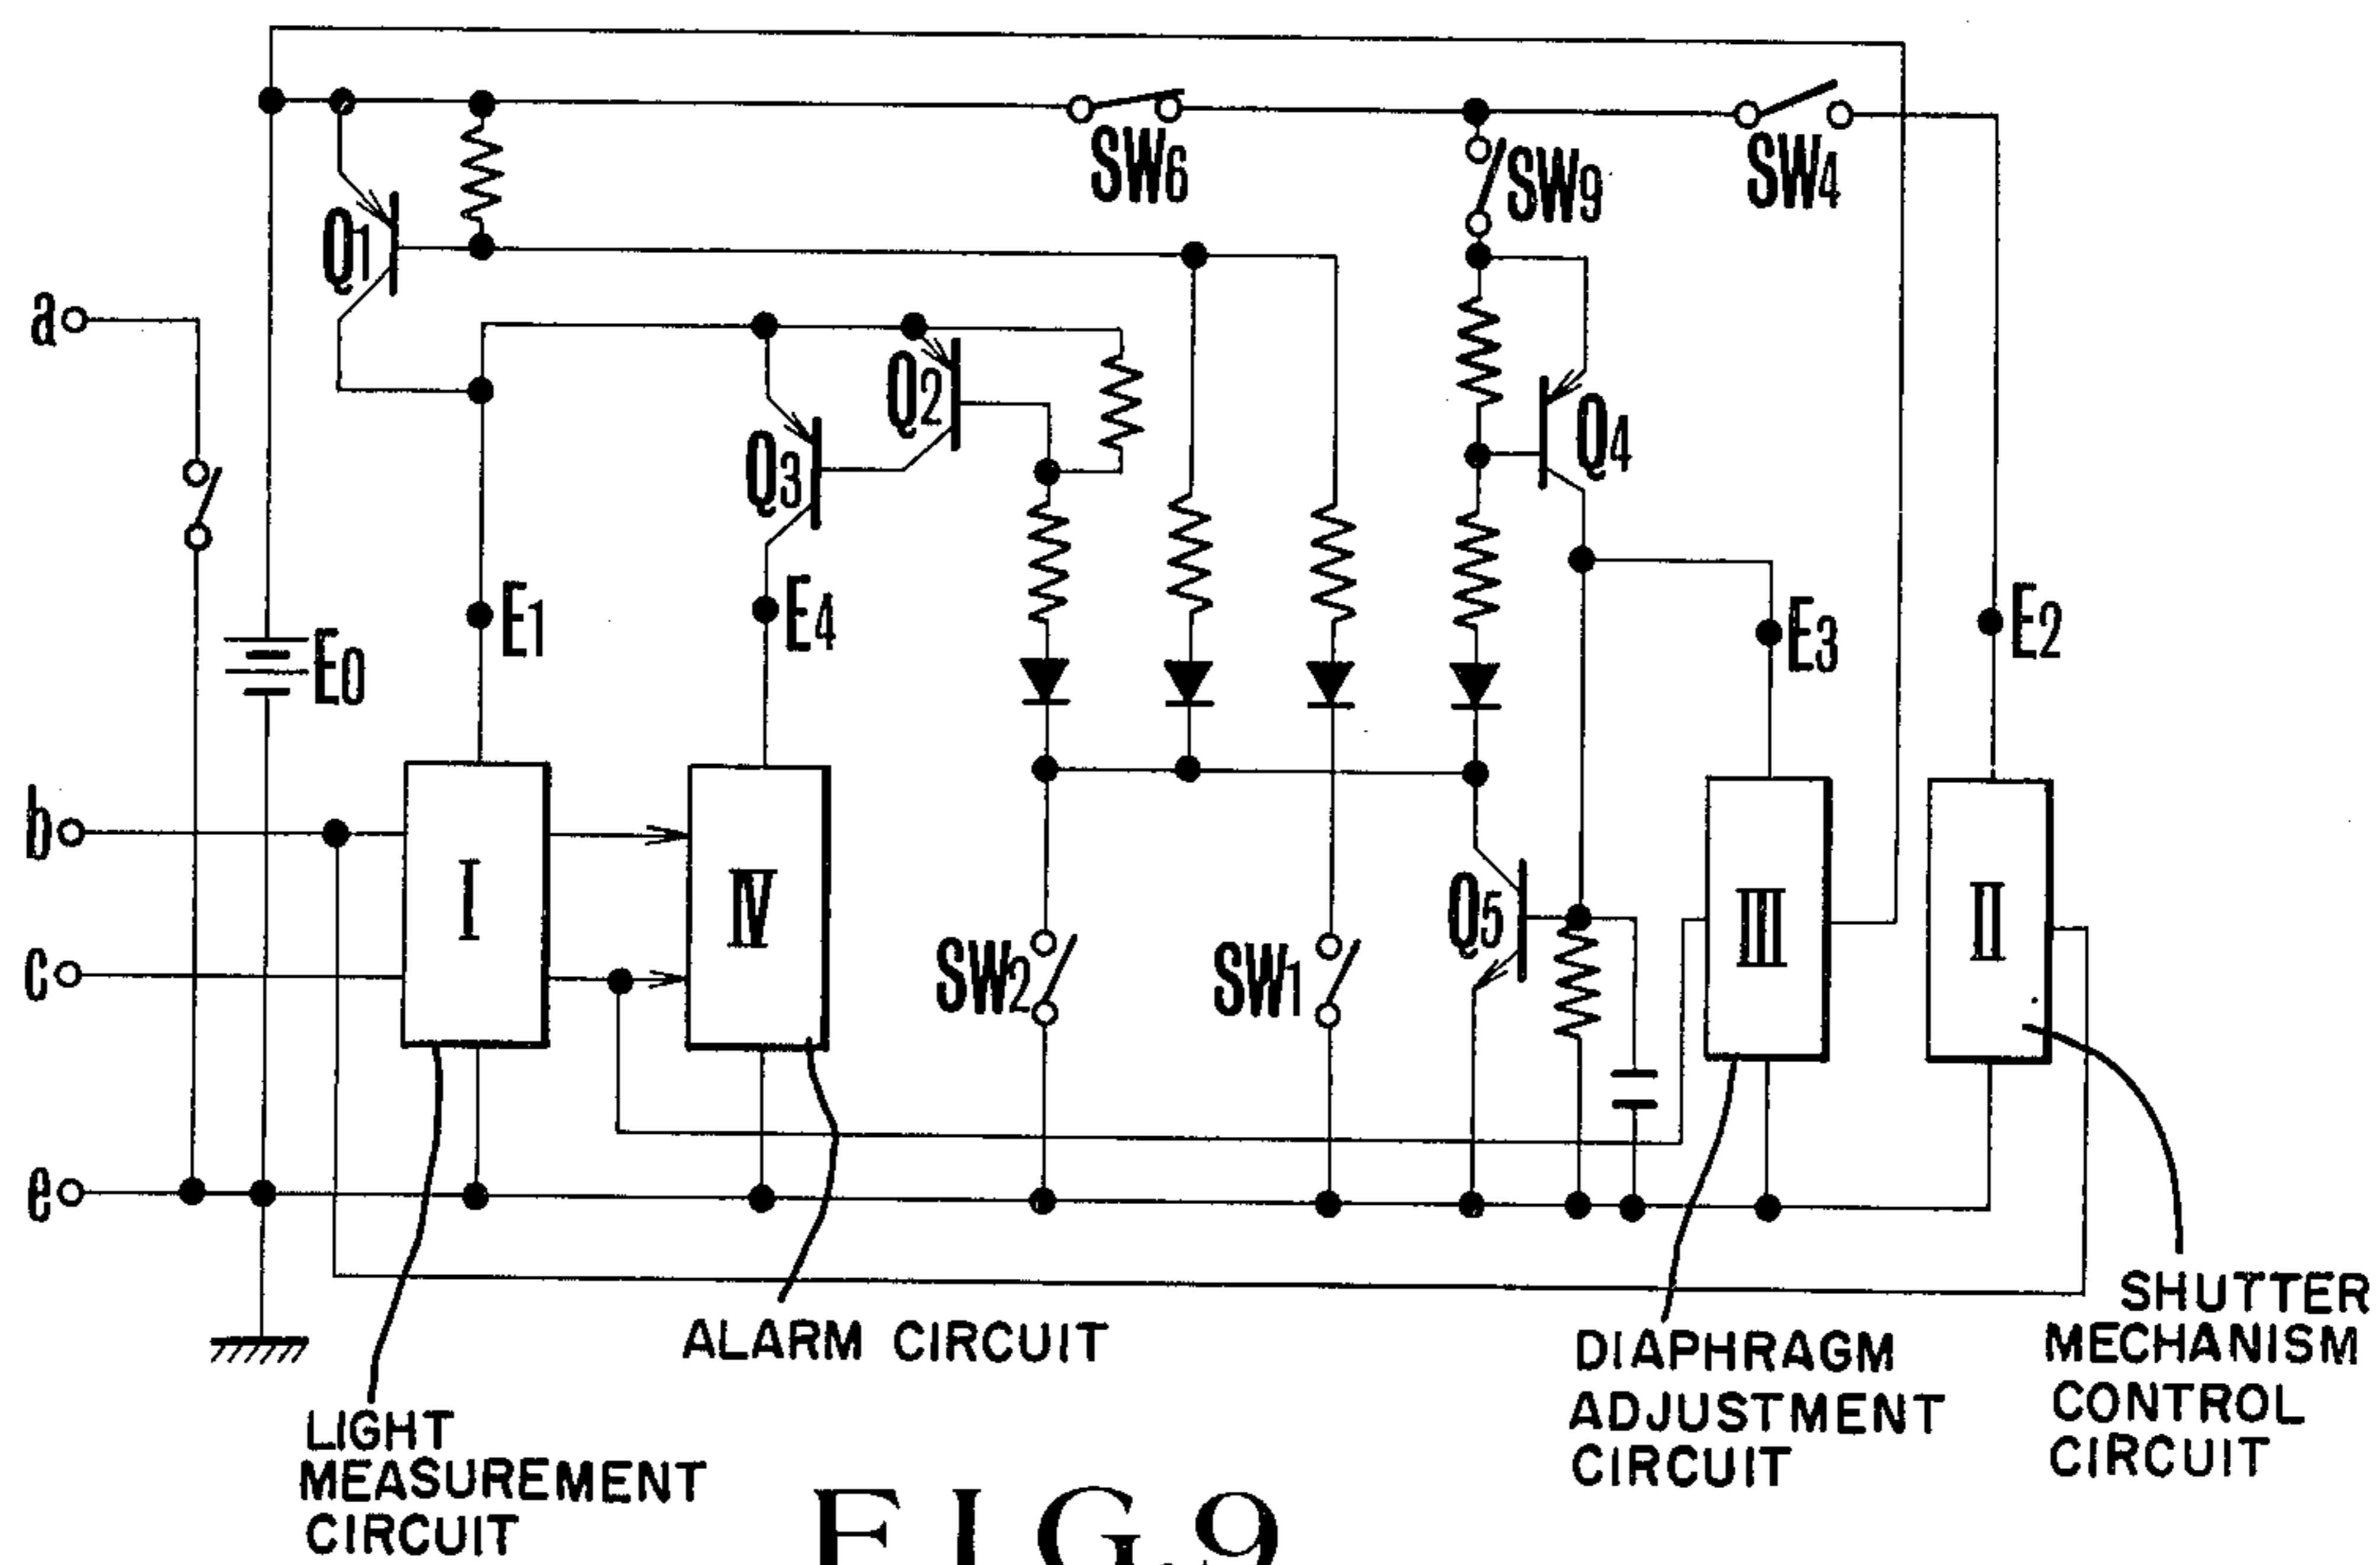 SW6
SW9
SW4
Q1
a
Q2
Q3
Q4
E1
E4
E0
E3
E2
b
I
IV
III
II
Q5
c
SW2
SW1
e
ALARM CIRCUIT
DIAPHRAGM
ADJUSTMENT
CIRCUIT
SHUTTER
MECHANISM
CONTROL
CIRCUIT
LIGHT
MEASUREMENT
CIRCUIT
FIG.9